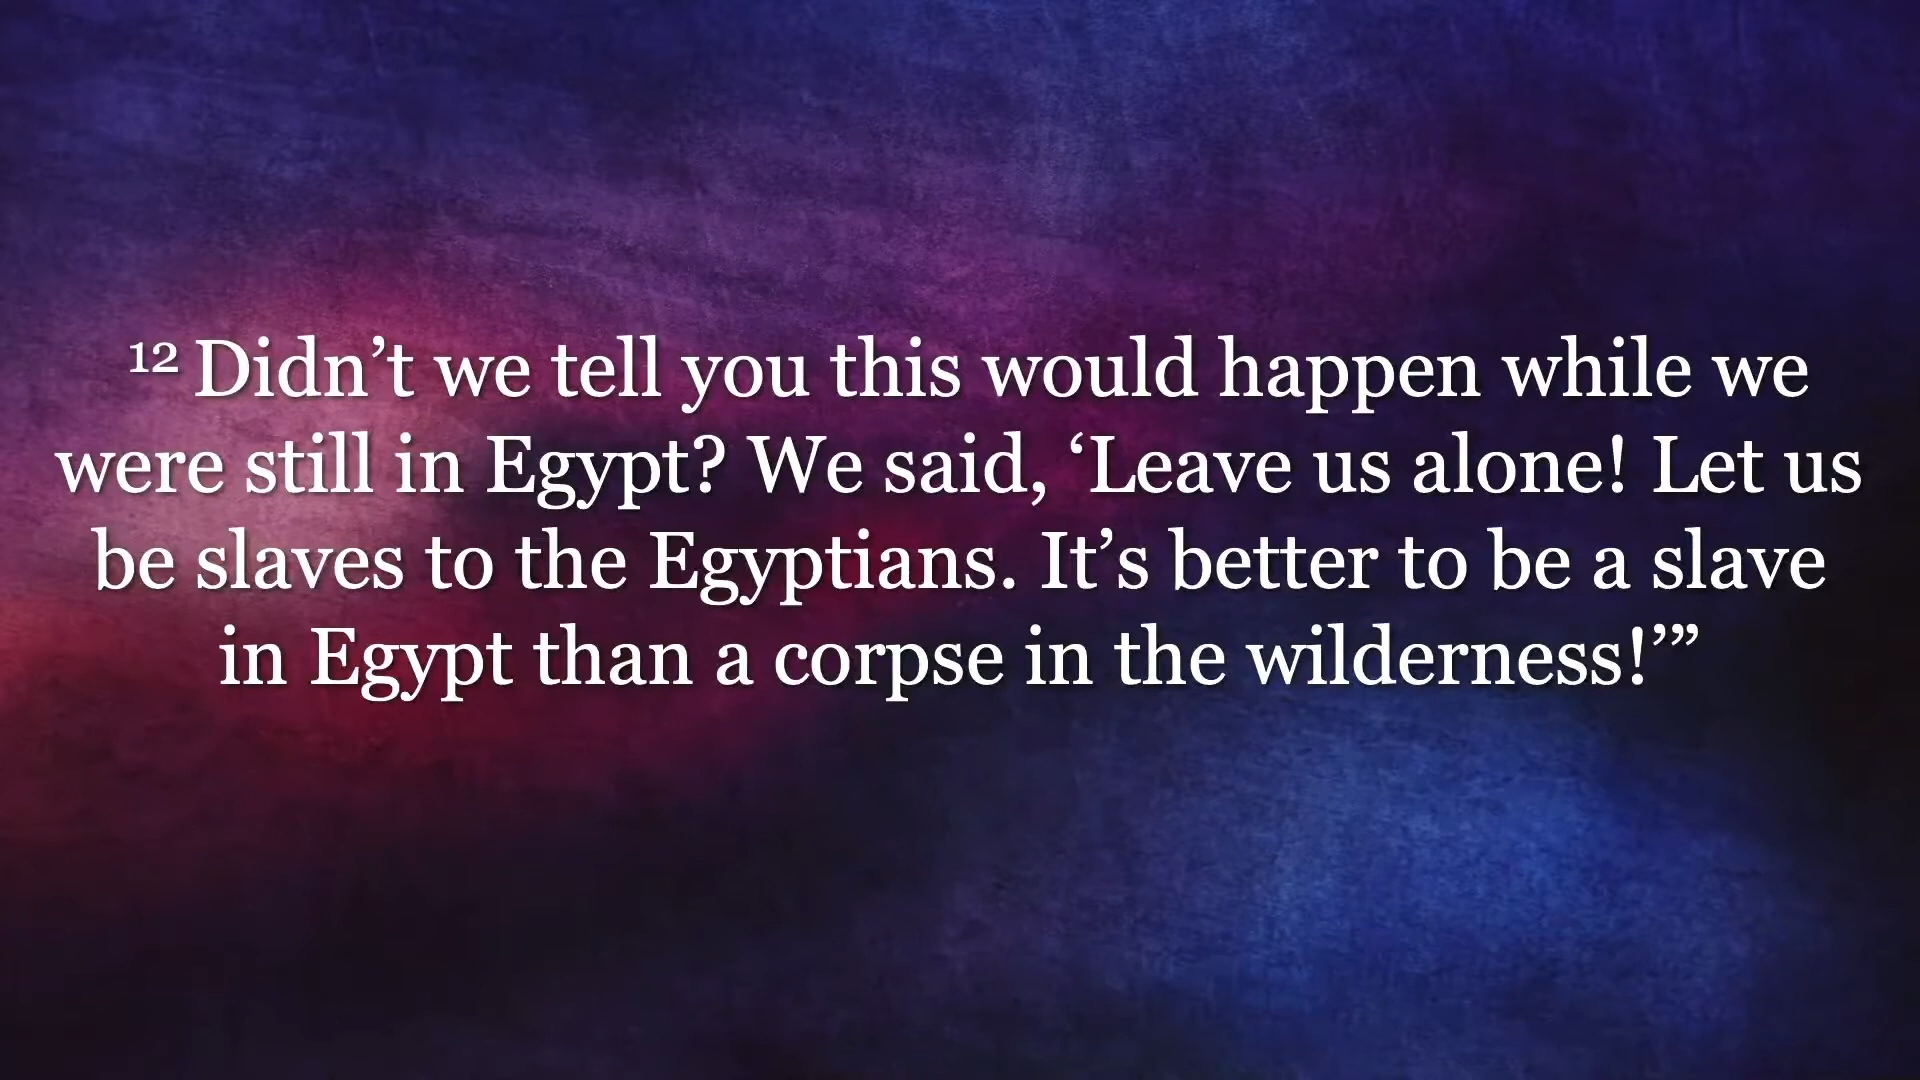 ¹² Didn’t we tell you this would happen while we
were still in Egypt? We said, ‘Leave us alone! Let us
be slaves to the Egyptians. It’s better to be a slave
in Egypt than a corpse in the wilderness!’”